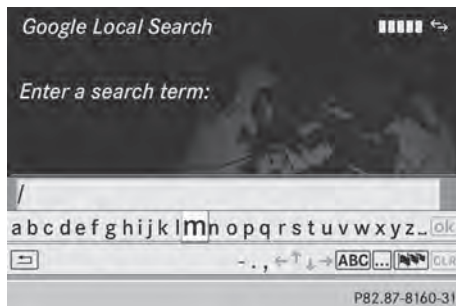 Google Local Search
Enter a search term:
/
a b c d e f g h i j k l m n o p q r s t u v w x y z _ ok
- . , ← ↑ ↓ → ABC ... CLR
P82.87-8160-31